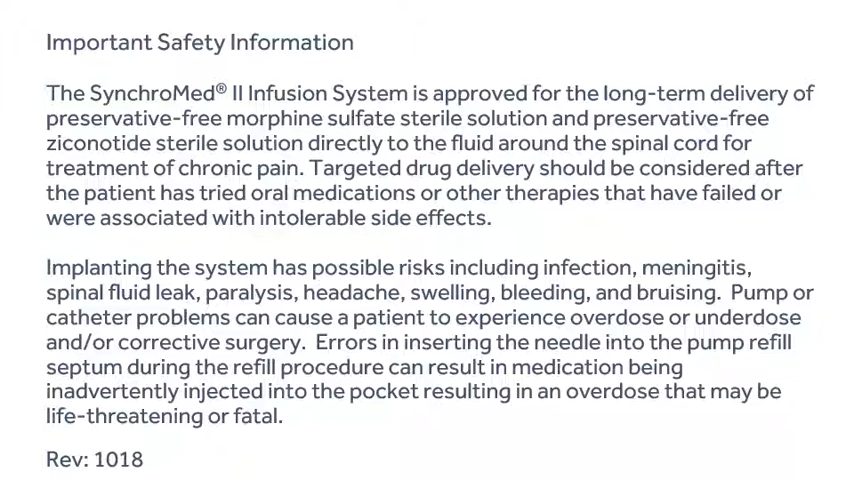 Important Safety Information
The SynchroMed® II Infusion System is approved for the long-term delivery of
preservative-free morphine sulfate sterile solution and preservative-free
ziconotide sterile solution directly to the fluid around the spinal cord for
treatment of chronic pain. Targeted drug delivery should be considered after
the patient has tried oral medications or other therapies that have failed or
were associated with intolerable side effects.
Implanting the system has possible risks including infection, meningitis,
spinal fluid leak, paralysis, headache, swelling, bleeding, and bruising.  Pump or
catheter problems can cause a patient to experience overdose or underdose
and/or corrective surgery.  Errors in inserting the needle into the pump refill
septum during the refill procedure can result in medication being
inadvertently injected into the pocket resulting in an overdose that may be
life-threatening or fatal.
Rev: 1018